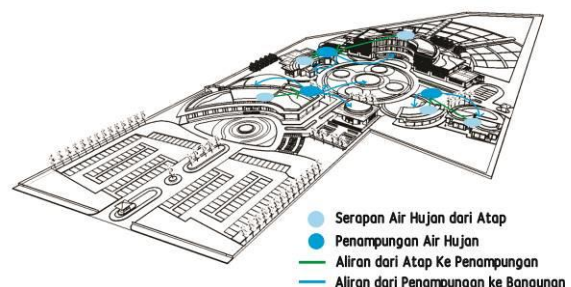 Serapan Air Hujan dari Atap
Penampungan Air Hujan
Aliran dari Atap Ke Penampungan
Aliran dari Penampungan ke Bangunan